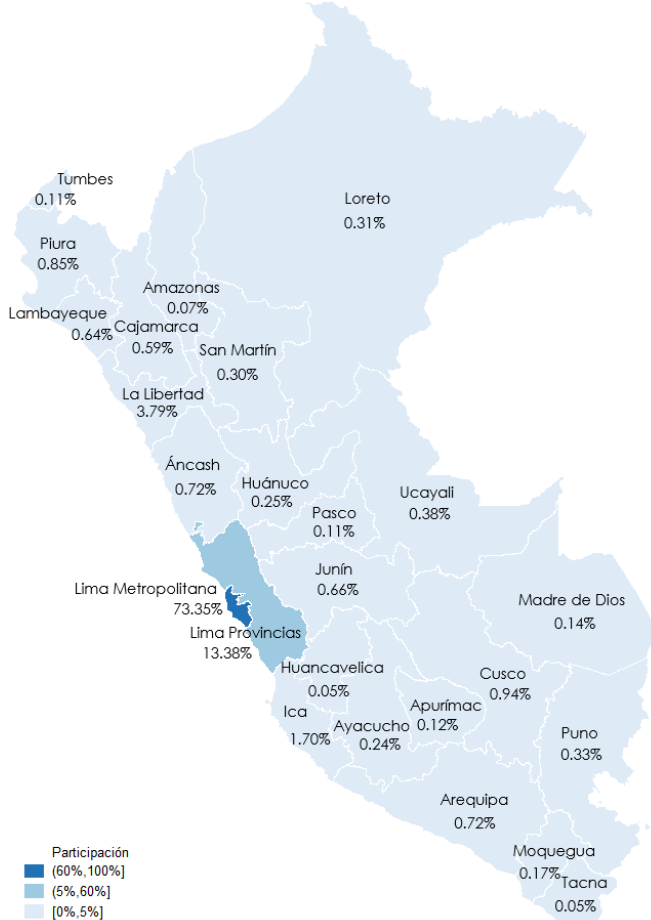 Tumbes
0.11%
Loreto
0.31%
Piura
0.85%
Amazonas
0.07%
Lambayeque
0.64%
Cajamarca
0.59%
San Martín
0.30%
La Libertad
3.79%
Áncash
0.72%
Huánuco
0.25%
Ucayali
0.38%
Pasco
0.11%
Junín
0.66%
Lima Metropolitana
73.35%
Madre de Dios
0.14%
Lima Provincias
13.38%
Huancavelica
0.05%
Cusco
0.94%
Apurímac
0.12%
Ica
1.70%
Ayacucho
0.24%
Puno
0.33%
Arequipa
0.72%
Moquegua
0.17%
Tacna
0.05%
Participación
(60%,100%]
(5%,60%]
[0%,5%]